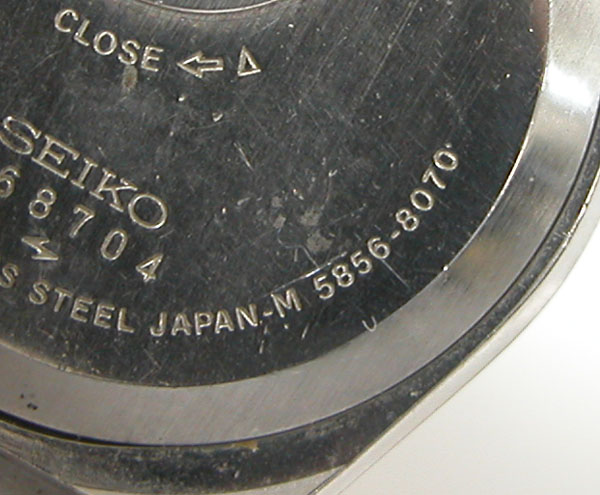 CLOSE ⇦ △
SEIKO
68704
S STEEL JAPAN-M 5856-8070